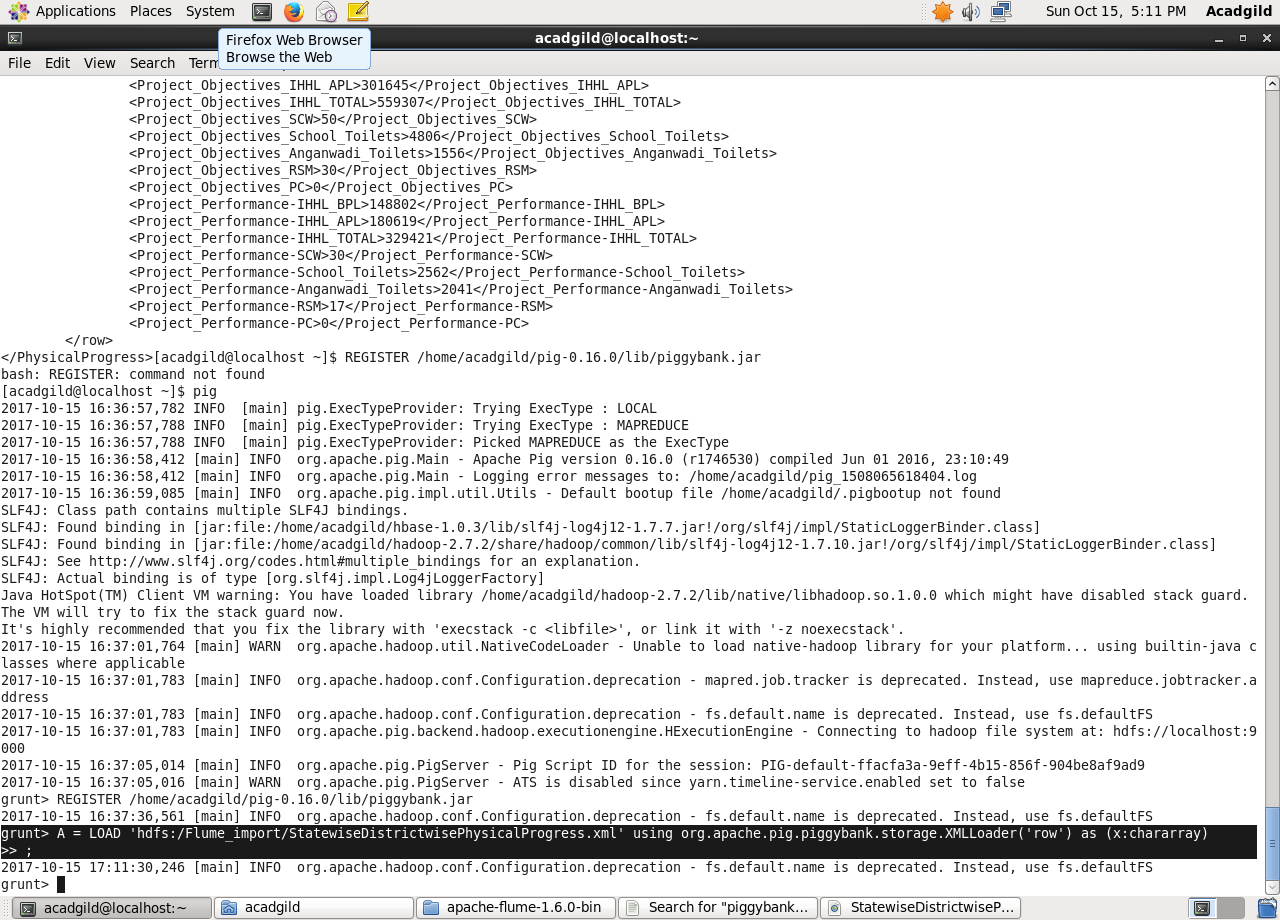 Applications Places System Sun Oct 15, 5:11 PM Acadgild
acadgild@localhost:~
File Edit View Search
Firefox Web Browser
Browse the Web
<Project_Objectives_IHHL_APL>301645</Project_Objectives_IHHL_APL>
<Project_Objectives_IHHL_TOTAL>559307</Project_Objectives_IHHL_TOTAL>
<Project_Objectives_SCW>50</Project_Objectives_SCW>
<Project_Objectives_School_Toilets>4806</Project_Objectives_School_Toilets>
<Project_Objectives_Anganwadi_Toilets>1556</Project_Objectives_Anganwadi_Toilets>
<Project_Objectives_RSM>30</Project_Objectives_RSM>
<Project_Objectives_PC>0</Project_Objectives_PC>
<Project_Performance-IHHL_BPL>148802</Project_Performance-IHHL_BPL>
<Project_Performance-IHHL_APL>180619</Project_Performance-IHHL_APL>
<Project_Performance-IHHL_TOTAL>329421</Project_Performance-IHHL_TOTAL>
<Project_Performance-SCW>30</Project_Performance-SCW>
<Project_Performance-School_Toilets>2562</Project_Performance-School_Toilets>
<Project_Performance-Anganwadi_Toilets>2041</Project_Performance-Anganwadi_Toilets>
<Project_Performance-RSM>17</Project_Performance-RSM>
<Project_Performance-PC>0</Project_Performance-PC>
</row>
</PhysicalProgress>[acadgild@localhost ~]$ REGISTER /home/acadgild/pig-0.16.0/lib/piggybank.jar
bash: REGISTER: command not found
[acadgild@localhost ~]$ pig
2017-10-15 16:36:57,782 INFO  [main] pig.ExecTypeProvider: Trying ExecType : LOCAL
2017-10-15 16:36:57,788 INFO  [main] pig.ExecTypeProvider: Trying ExecType : MAPREDUCE
2017-10-15 16:36:57,788 INFO  [main] pig.ExecTypeProvider: Picked MAPREDUCE as the ExecType
2017-10-15 16:36:58,412 [main] INFO  org.apache.pig.Main - Apache Pig version 0.16.0 (r1746530) compiled Jun 01 2016, 23:10:49
2017-10-15 16:36:58,412 [main] INFO  org.apache.pig.Main - Logging error messages to: /home/acadgild/pig_1508065618404.log
2017-10-15 16:36:59,085 [main] INFO  org.apache.pig.impl.util.Utils - Default bootup file /home/acadgild/.pigbootup not found
SLF4J: Class path contains multiple SLF4J bindings.
SLF4J: Found binding in [jar:file:/home/acadgild/hbase-1.0.3/lib/slf4j-log4j12-1.7.7.jar!/org/slf4j/impl/StaticLoggerBinder.class]
SLF4J: Found binding in [jar:file:/home/acadgild/hadoop-2.7.2/share/hadoop/common/lib/slf4j-log4j12-1.7.10.jar!/org/slf4j/impl/StaticLoggerBinder.class]
SLF4J: See http://www.slf4j.org/codes.html#multiple_bindings for an explanation.
SLF4J: Actual binding is of type [org.slf4j.impl.Log4jLoggerFactory]
Java HotSpot(TM) Client VM warning: You have loaded library /home/acadgild/hadoop-2.7.2/lib/native/libhadoop.so.1.0.0 which might have disabled stack guard.
The VM will try to fix the stack guard now.
It's highly recommended that you fix the library with 'execstack -c <libfile>', or link it with '-z noexecstack'.
2017-10-15 16:37:01,764 [main] WARN  org.apache.hadoop.util.NativeCodeLoader - Unable to load native-hadoop library for your platform... using builtin-java c
lasses where applicable
2017-10-15 16:37:01,783 [main] INFO  org.apache.hadoop.conf.Configuration.deprecation - mapred.job.tracker is deprecated. Instead, use mapreduce.jobtracker.a
ddress
2017-10-15 16:37:01,783 [main] INFO  org.apache.hadoop.conf.Configuration.deprecation - fs.default.name is deprecated. Instead, use fs.defaultFS
2017-10-15 16:37:01,783 [main] INFO  org.apache.pig.backend.hadoop.executionengine.HExecutionEngine - Connecting to hadoop file system at: hdfs://localhost:9
000
2017-10-15 16:37:05,014 [main] INFO  org.apache.pig.PigServer - Pig Script ID for the session: PIG-default-ffacfa3a-9eff-4b15-856f-904be8af9ad9
2017-10-15 16:37:05,016 [main] WARN  org.apache.pig.PigServer - ATS is disabled since yarn.timeline-service.enabled set to false
grunt> REGISTER /home/acadgild/pig-0.16.0/lib/piggybank.jar
2017-10-15 16:37:36,561 [main] INFO  org.apache.hadoop.conf.Configuration.deprecation - fs.default.name is deprecated. Instead, use fs.defaultFS
grunt> A = LOAD 'hdfs:/Flume_import/StatewiseDistrictwisePhysicalProgress.xml' using org.apache.pig.piggybank.storage.XMLLoader('row') as (x:chararray)
>> ;
2017-10-15 17:11:30,246 [main] INFO  org.apache.hadoop.conf.Configuration.deprecation - fs.default.name is deprecated. Instead, use fs.defaultFS
grunt>
acadgild@localhost:~ acadgild apache-flume-1.6.0-bin Search for "piggybank... StatewiseDistrictwiseP...